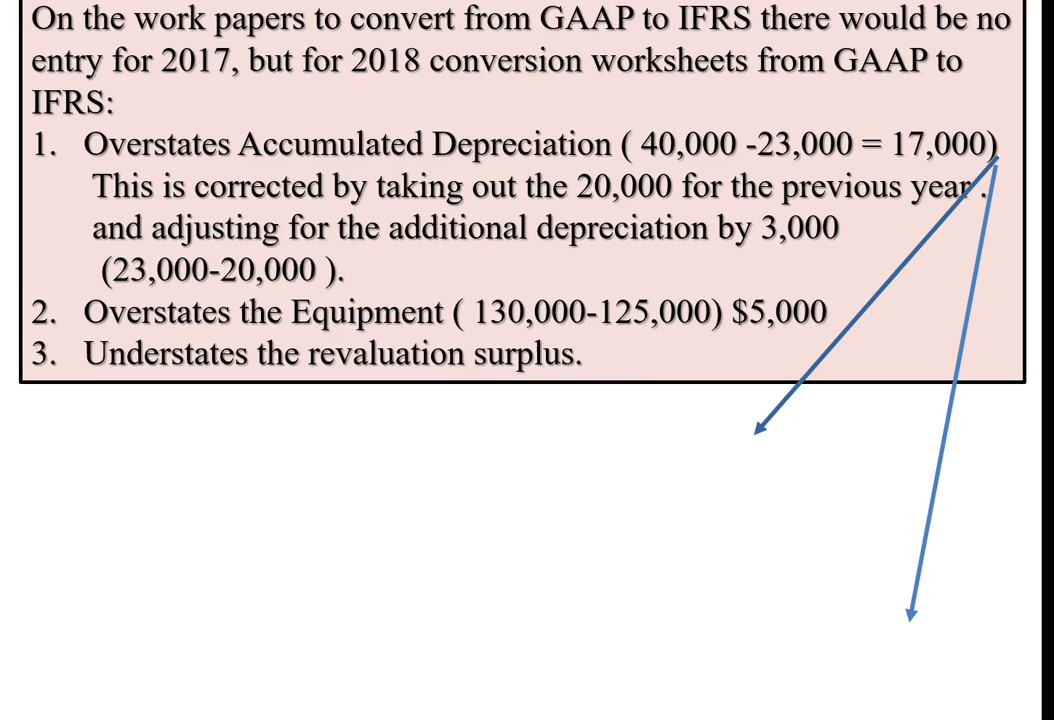 On the work papers to convert from GAAP to IFRS there would be no
entry for 2017, but for 2018 conversion worksheets from GAAP to
IFRS:
1. Overstates Accumulated Depreciation ( 40,000 -23,000 = 17,000)
This is corrected by taking out the 20,000 for the previous year .
and adjusting for the additional depreciation by 3,000
(23,000-20,000 ).
2. Overstates the Equipment ( 130,000-125,000) $5,000
3. Understates the revaluation surplus.